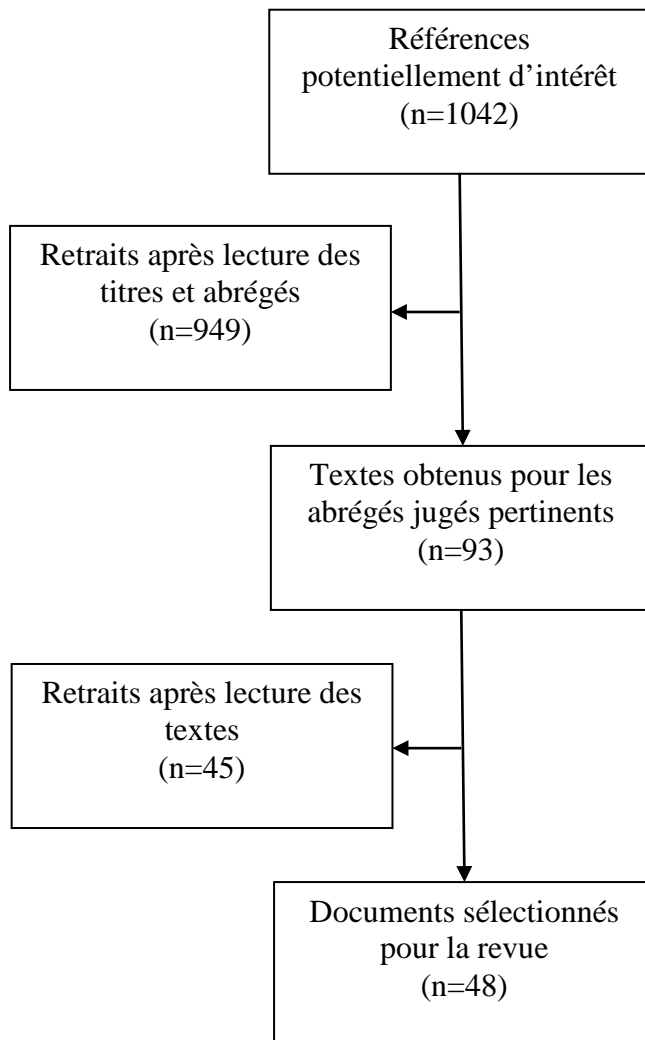 Références
potentiellement d’intérêt
(n=1042)
Retraits après lecture des
titres et abrégés
(n=949)
Textes obtenus pour les
abrégés jugés pertinents
(n=93)
Retraits après lecture des
textes
(n=45)
Documents sélectionnés
pour la revue
(n=48)